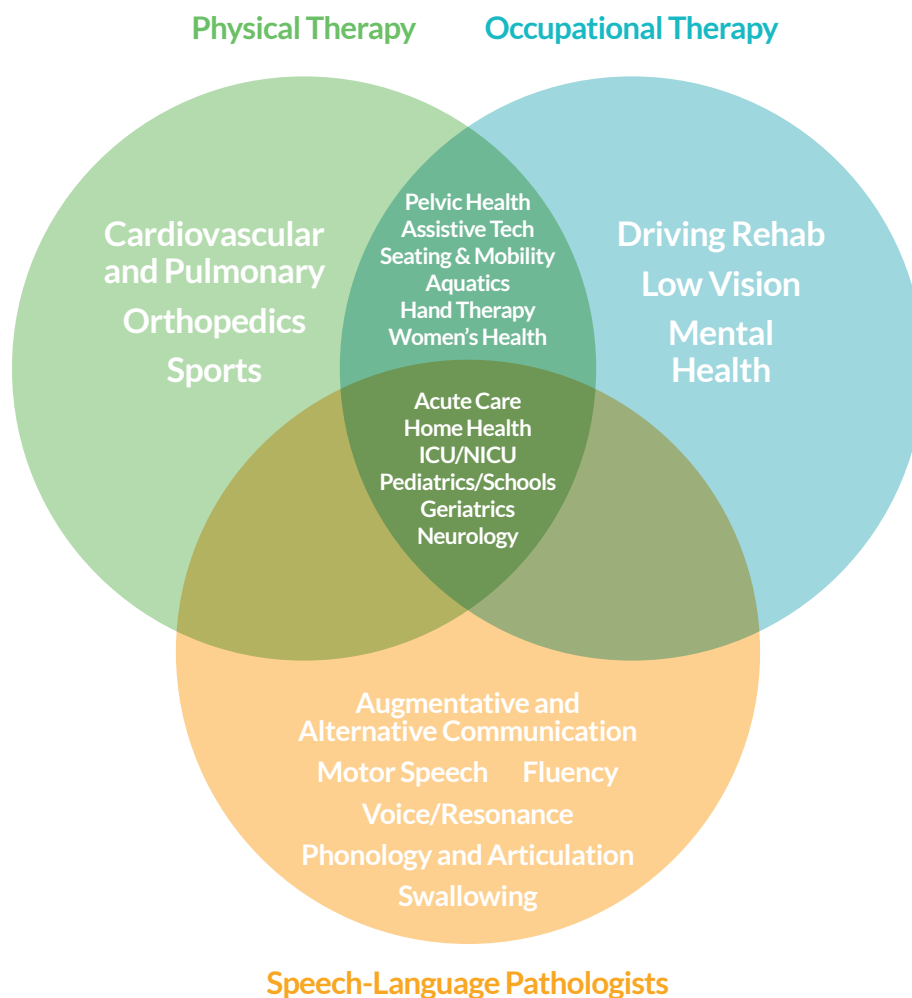 Physical Therapy
Occupational Therapy
Cardiovascular
and Pulmonary
Orthopedics
Sports
Pelvic Health
Assistive Tech
Seating & Mobility
Aquatics
Hand Therapy
Women's Health
Driving Rehab
Low Vision
Mental
Health
Acute Care
Home Health
ICU/NICU
Pediatrics/Schools
Geriatrics
Neurology
Augmentative and
Alternative Communication
Motor Speech Fluency
Voice/Resonance
Phonology and Articulation
Swallowing
Speech-Language Pathologists